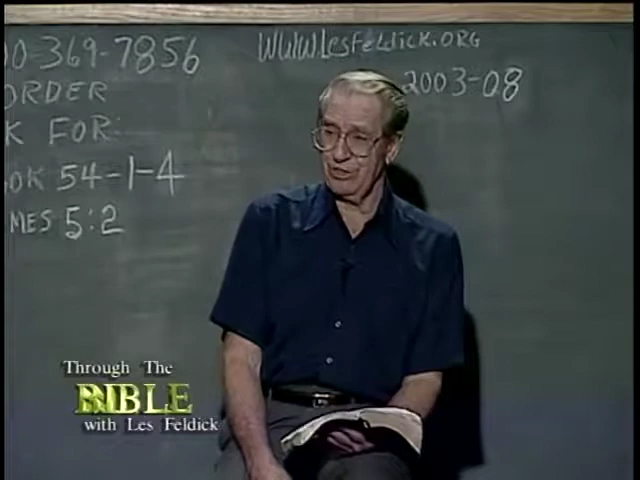 00-369-7856
WWW.LESFELDICK.ORG
2003-08
ORDER
K FOR:
OOK 54-1-4
MES 5:2
Through The
BIBLE
with Les Feldick